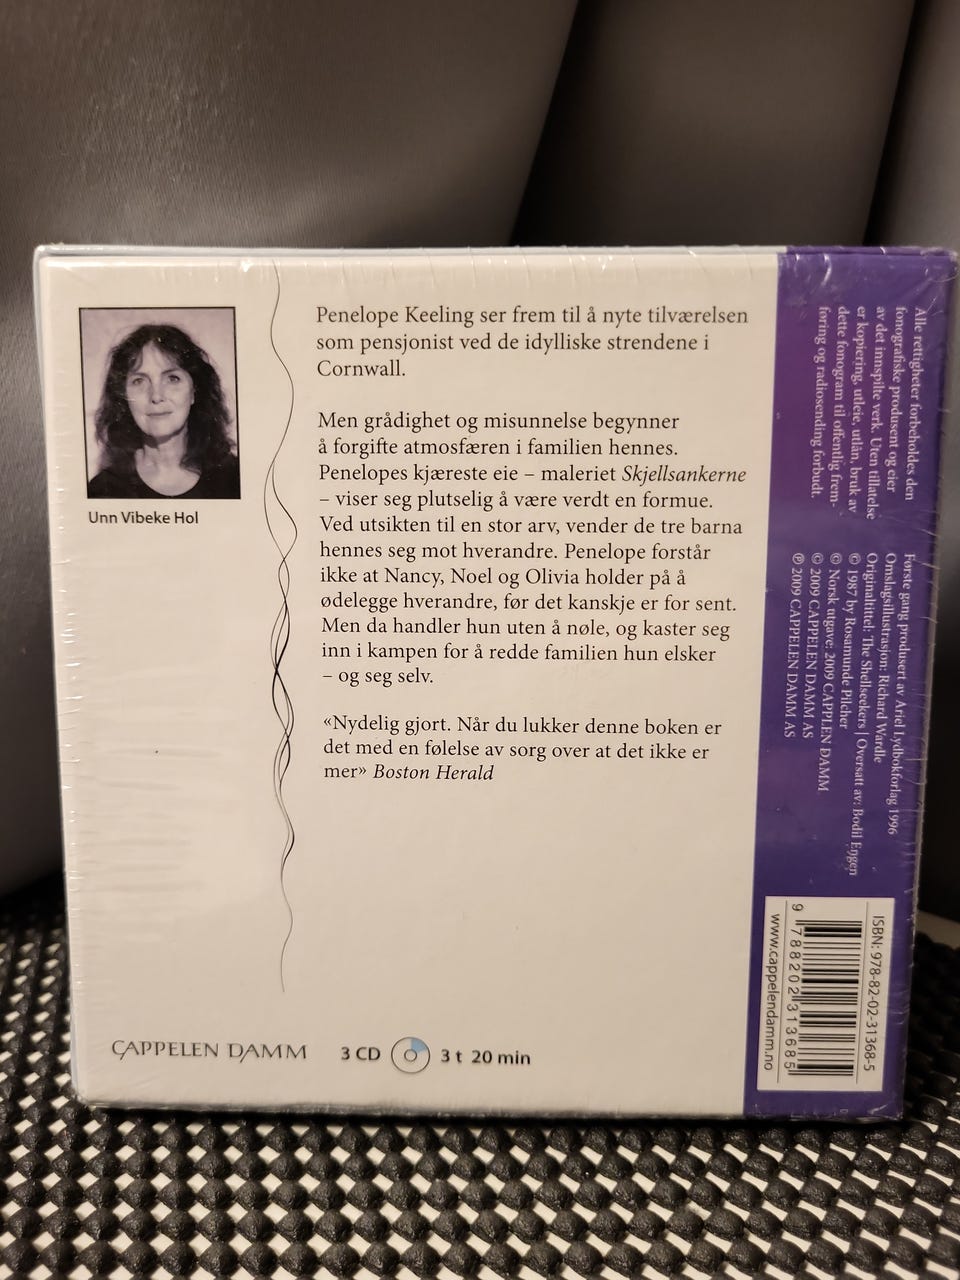 Unn Vibeke Hol
Penelope Keeling ser frem til å nyte tilværelsen
som pensjonist ved de idylliske strendene i
Cornwall.
Men grådighet og misunnelse begynner
å forgifte atmosfæren i familien hennes.
Penelopes kjæreste eie – maleriet Skjellsankerne
– viser seg plutselig å være verdt en formue.
Ved utsikten til en stor arv, vender de tre barna
hennes seg mot hverandre. Penelope forstår
ikke at Nancy, Noel og Olivia holder på å
ødelegge hverandre, før det kanskje er for sent.
Men da handler hun uten å nøle, og kaster seg
inn i kampen for å redde familien hun elsker
– og seg selv.
«Nydelig gjort. Når du lukker denne boken er
det med en følelse av sorg over at det ikke er
mer» Boston Herald
CAPPELEN DAMM
3 CD
3 t 20 min
Alle rettigheter forbeholdes den
fonografiske produsent og eier
av det innspilte verk. Uten tillatelse
er kopiering, utleie, utlån, bruk av
dette fonogram til offentlig frem-
føring og radiosending forbudt.
Første gang produsert av Ariel Lydbokforlag 1996
Omslagsillustrasjon: Richard Wardle
Originaltittel: The Shellseekers | Oversatt av: Bodil Engen
© 1987 by Rosamunde Pilcher
© Norsk utgave: 2009 CAPPLEN DAMM
© 2009 CAPPELEN DAMM AS
℗ 2009 CAPPELEN DAMM AS
ISBN: 978-82-02-31368-5
9 788202 313685
www.cappelendamm.no